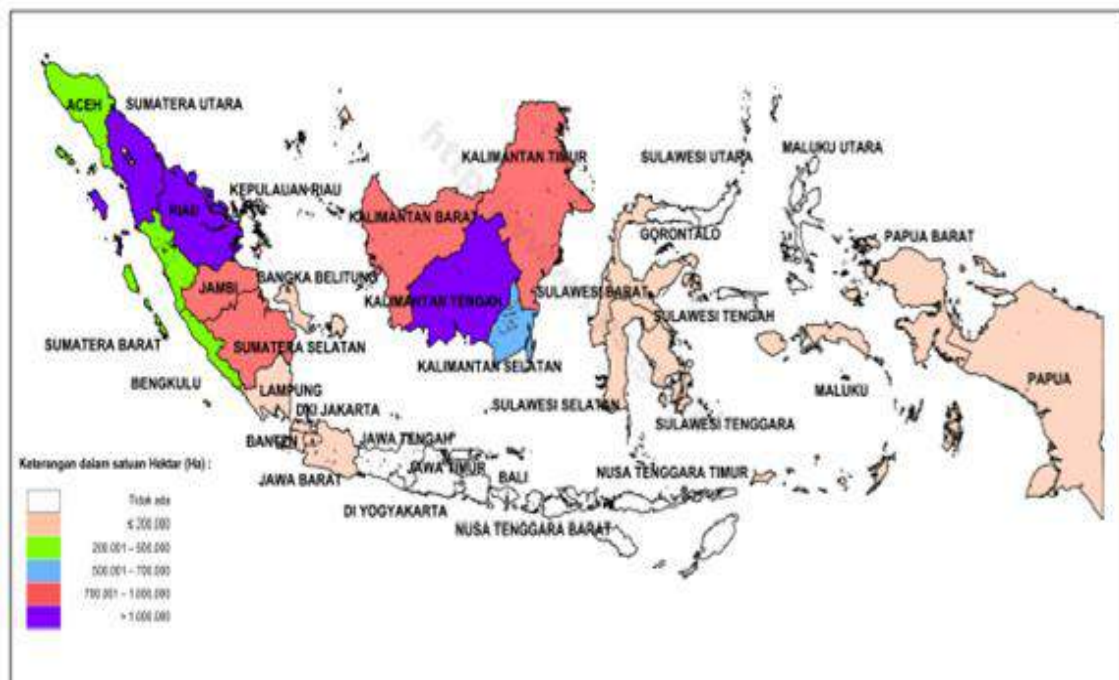 ACEH
SUMATERA UTARA
RIAU
KEPULAUAN RIAU
JAMBI
BANGKA BELITUNG
SUMATERA BARAT
SUMATERA SELATAN
BENGKULU
LAMPUNG
DKI JAKARTA
BANTEN
JAWA BARAT
JAWA TENGAH
JAWA TIMUR
DI YOGYAKARTA
BALI
NUSA TENGGARA BARAT
NUSA TENGGARA TIMUR
KALIMANTAN TIMUR
KALIMANTAN BARAT
KALIMANTAN TENGAH
KALIMANTAN SELATAN
SULAWESI UTARA
GORONTALO
SULAWESI BARAT
SULAWESI TENGAH
SULAWESI SELATAN
SULAWESI TENGGARA
MALUKU UTARA
MALUKU
PAPUA BARAT
PAPUA
Keterangan dalam satuan Hektar (Ha) :
Tidak ada
≤ 200.000
200.001 – 500.000
500.001 – 700.000
700.001 – 1.000.000
> 1.000.000